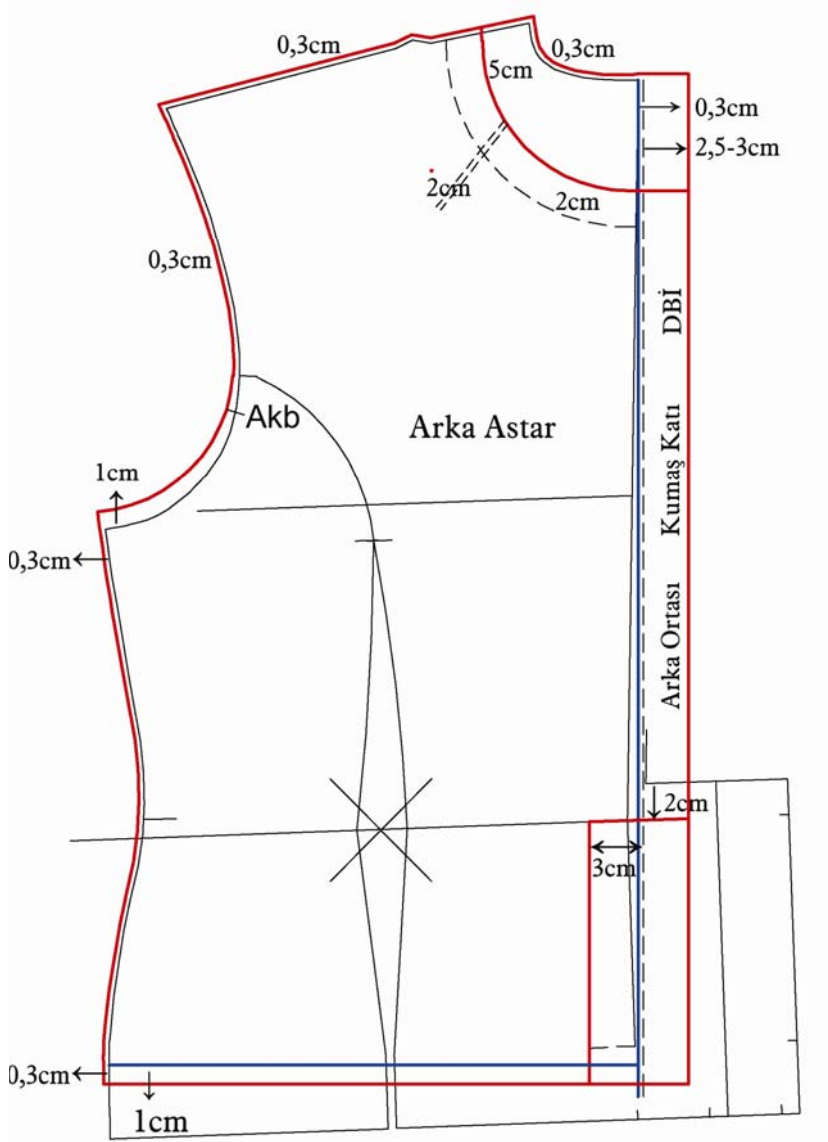 0,3cm
0,3cm
5cm
0,3cm
2,5-3cm
2cm
2cm
0,3cm
DBİ
Akb
Arka Astar
Kumaş Katı
1cm
0,3cm
Arka Ortası
2cm
3cm
0,3cm
1cm